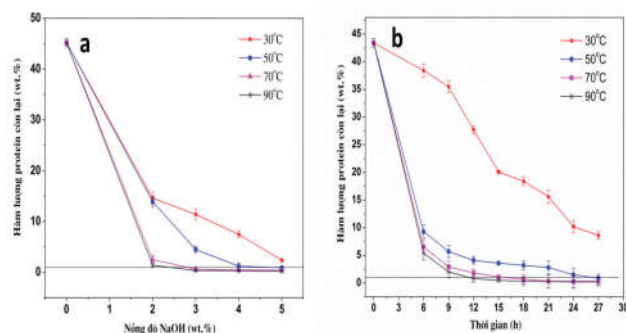 a
30°C
50°C
70°C
90°C
50
40
30
20
10
0
0
1
2
3
4
5
Hàm lượng protein còn lại (wt.%)
Nồng độ NaOH (wt.%)
b
30°C
50°C
70°C
90°C
45
40
35
30
25
20
15
10
5
0
0
3
6
9
12
15
18
21
24
27
30
Hàm lượng protein còn lại (wt.%)
Thời gian (h)